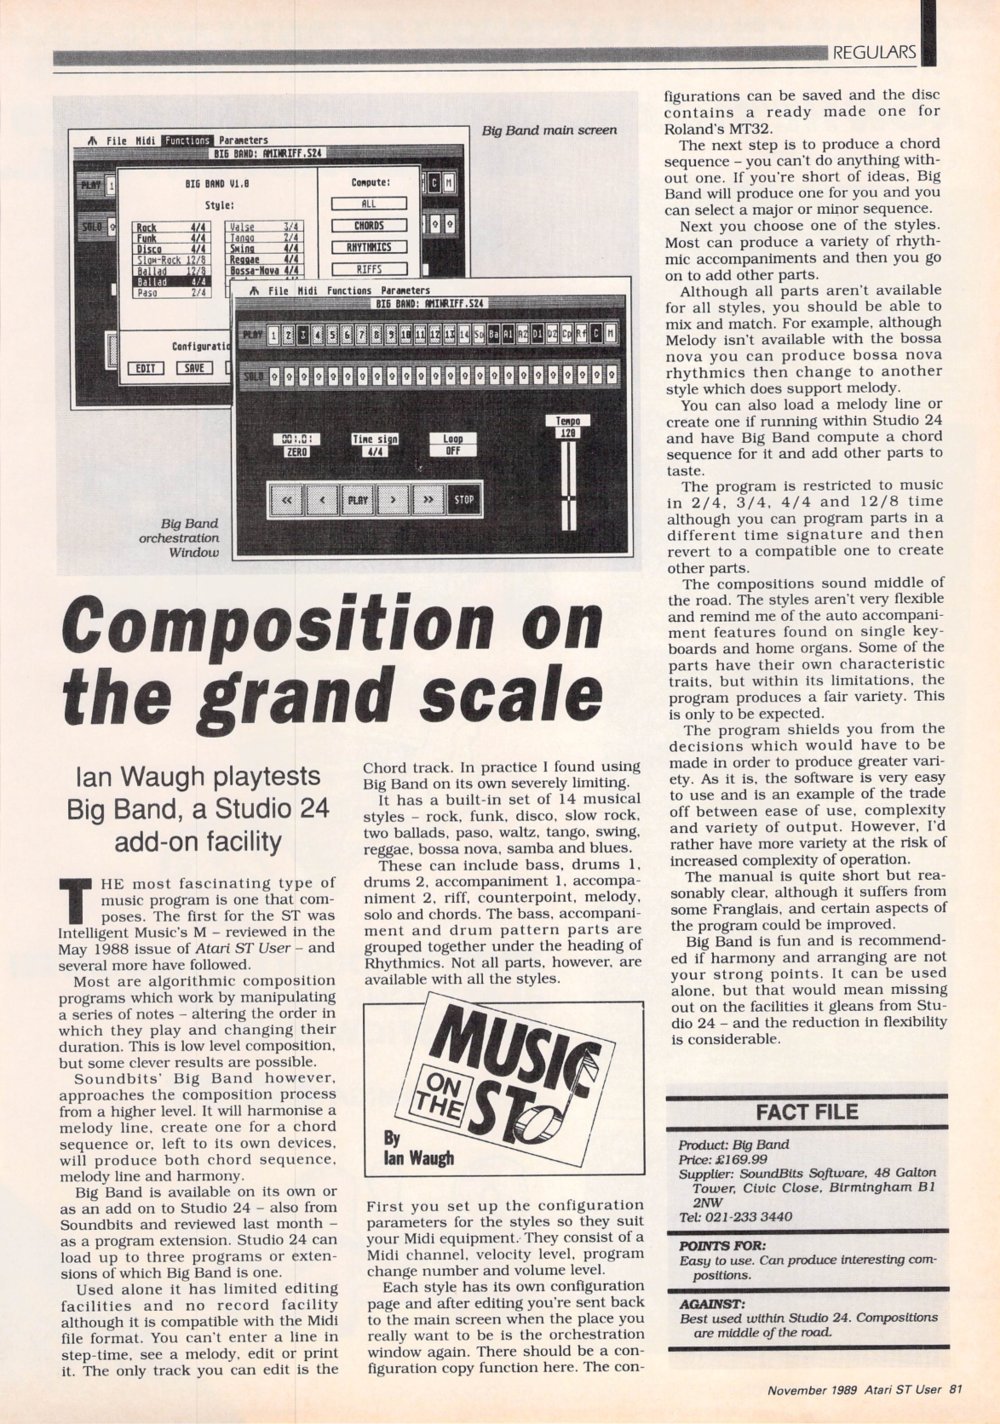 REGULARS
Big Band main screen
File Midi Functions Parameters
BIG BAND: AMINRIFF.S24
PLAY 1
C M
SOLO
BIG BAND V1.0
Style:
Rock 4/4
Funk 4/4
Disco 4/4
Slow-Rock 12/8
Ballad 12/8
Ballad 4/4
Paso 2/4
Valse 3/4
Tango 2/4
Swing 4/4
Reggae 4/4
Bossa-Nova 4/4
Compute:
ALL
CHORDS
RHYTHMICS
RIFFS
Configuratio
EDIT SAVE
File Midi Functions Parameters
BIG BAND: AMINRIFF.S24
PLAY 1 2 3 4 5 6 7 8 9 10 11 12 13 14 So Ba A1 A2 D1 D2 Cp Rf C M
SOLO
001.01
ZERO
Time sign
4/4
Loop
OFF
Tempo
120
<< < PLAY > >> STOP
Big Band
orchestration
Window
Composition on
the grand scale
Ian Waugh playtests
Big Band, a Studio 24
add-on facility
THE most fascinating type of
music program is one that com-
poses. The first for the ST was
Intelligent Music's M – reviewed in the
May 1988 issue of Atari ST User – and
several more have followed.
Most are algorithmic composition
programs which work by manipulating
a series of notes – altering the order in
which they play and changing their
duration. This is low level composition,
but some clever results are possible.
Soundbits' Big Band however,
approaches the composition process
from a higher level. It will harmonise a
melody line, create one for a chord
sequence or, left to its own devices,
will produce both chord sequence,
melody line and harmony.
Big Band is available on its own or
as an add on to Studio 24 – also from
Soundbits and reviewed last month –
as a program extension. Studio 24 can
load up to three programs or exten-
sions of which Big Band is one.
Used alone it has limited editing
facilities and no record facility
although it is compatible with the Midi
file format. You can't enter a line in
step-time, see a melody, edit or print
it. The only track you can edit is the
Chord track. In practice I found using
Big Band on its own severely limiting.
It has a built-in set of 14 musical
styles – rock, funk, disco, slow rock,
two ballads, paso, waltz, tango, swing,
reggae, bossa nova, samba and blues.
These can include bass, drums 1,
drums 2, accompaniment 1, accompa-
niment 2, riff, counterpoint, melody,
solo and chords. The bass, accompani-
ment and drum pattern parts are
grouped together under the heading of
Rhythmics. Not all parts, however, are
available with all the styles.
MUSIC
ON
THE
ST
By
Ian Waugh
First you set up the configuration
parameters for the styles so they suit
your Midi equipment. They consist of a
Midi channel, velocity level, program
change number and volume level.
Each style has its own configuration
page and after editing you're sent back
to the main screen when the place you
really want to be is the orchestration
window again. There should be a con-
figuration copy function here. The con-
figurations can be saved and the disc
contains a ready made one for
Roland's MT32.
The next step is to produce a chord
sequence – you can't do anything with-
out one. If you're short of ideas, Big
Band will produce one for you and you
can select a major or minor sequence.
Next you choose one of the styles.
Most can produce a variety of rhyth-
mic accompaniments and then you go
on to add other parts.
Although all parts aren't available
for all styles, you should be able to
mix and match. For example, although
Melody isn't available with the bossa
nova you can produce bossa nova
rhythmics then change to another
style which does support melody.
You can also load a melody line or
create one if running within Studio 24
and have Big Band compute a chord
sequence for it and add other parts to
taste.
The program is restricted to music
in 2/4, 3/4, 4/4 and 12/8 time
although you can program parts in a
different time signature and then
revert to a compatible one to create
other parts.
The compositions sound middle of
the road. The styles aren't very flexible
and remind me of the auto accompani-
ment features found on single key-
boards and home organs. Some of the
parts have their own characteristic
traits, but within its limitations, the
program produces a fair variety. This
is only to be expected.
The program shields you from the
decisions which would have to be
made in order to produce greater vari-
ety. As it is, the software is very easy
to use and is an example of the trade
off between ease of use, complexity
and variety of output. However, I'd
rather have more variety at the risk of
increased complexity of operation.
The manual is quite short but rea-
sonably clear, although it suffers from
some Franglais, and certain aspects of
the program could be improved.
Big Band is fun and is recommend-
ed if harmony and arranging are not
your strong points. It can be used
alone, but that would mean missing
out on the facilities it gleans from Stu-
dio 24 – and the reduction in flexibility
is considerable.
FACT FILE
Product: Big Band
Price: £169.99
Supplier: SoundBits Software, 48 Galton
Tower, Civic Close, Birmingham B1
2NW
Tel: 021-233 3440
POINTS FOR:
Easy to use. Can produce interesting com-
positions.
AGAINST:
Best used within Studio 24. Compositions
are middle of the road.
November 1989 Atari ST User 81